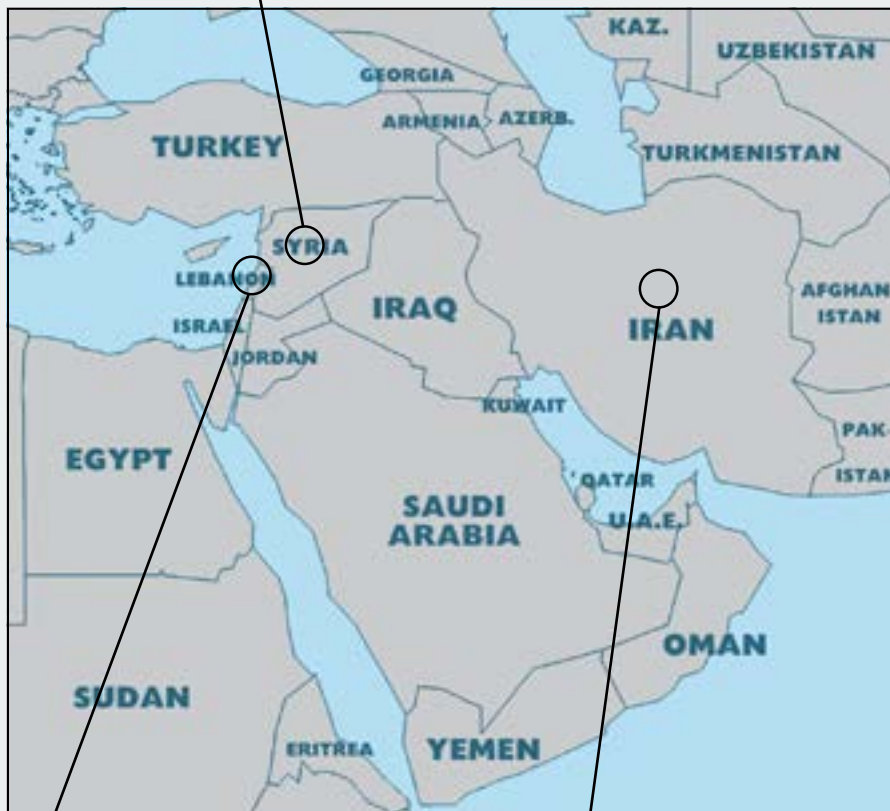 KAZ.
UZBEKISTAN
GEORGIA
ARMENIA
AZERB.
TURKEY
TURKMENISTAN
SYRIA
LEBANON
AFGHAN
ISTAN
IRAQ
ISRAEL
IRAN
JORDAN
KUWAIT
PAK-
ISTAN
EGYPT
QATAR
SAUDI
ARABIA
U.A.E.
OMAN
SUDAN
ERITREA
YEMEN